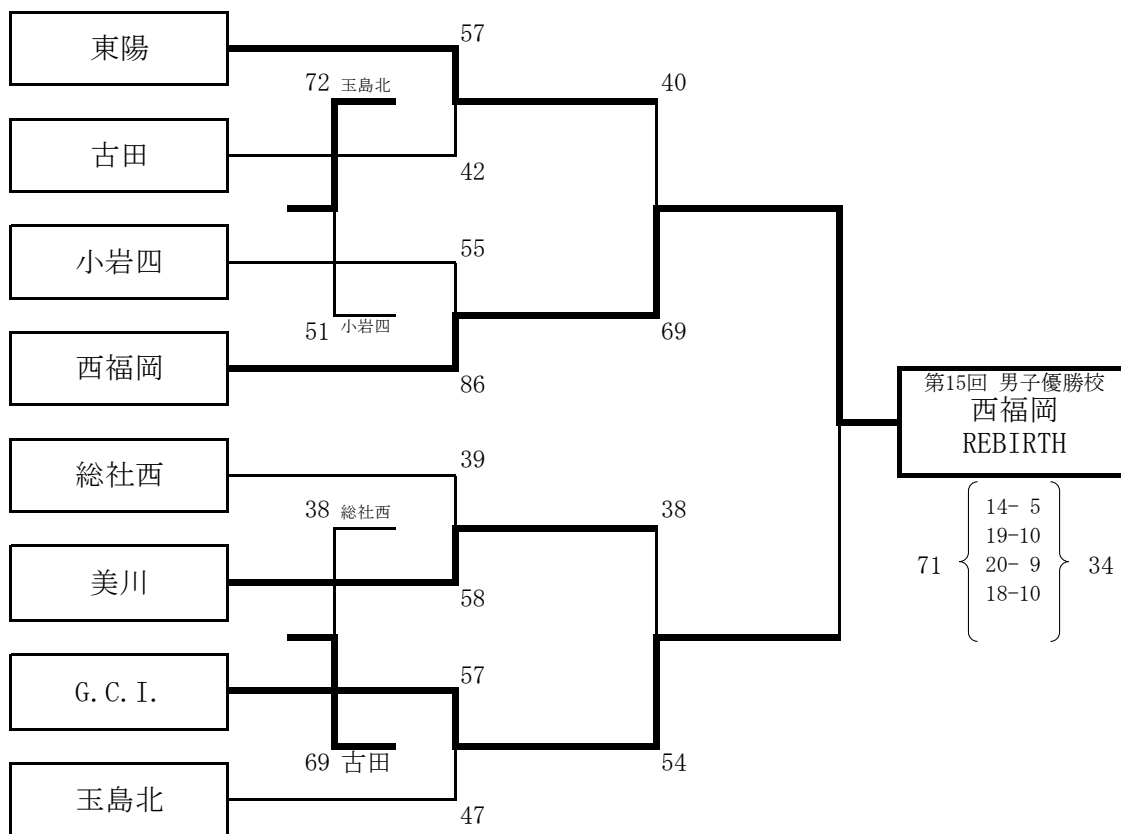 57
東陽
72 玉島北
40
古田
42
小岩四
55
51 小岩四
69
西福岡
86
第15回 男子優勝校
西福岡
REBIRTH
総社西
39
38 総社西
38
14- 5
19-10
71
20- 9
34
18-10
美川
58
57
G.C.I.
69 古田
54
玉島北
47